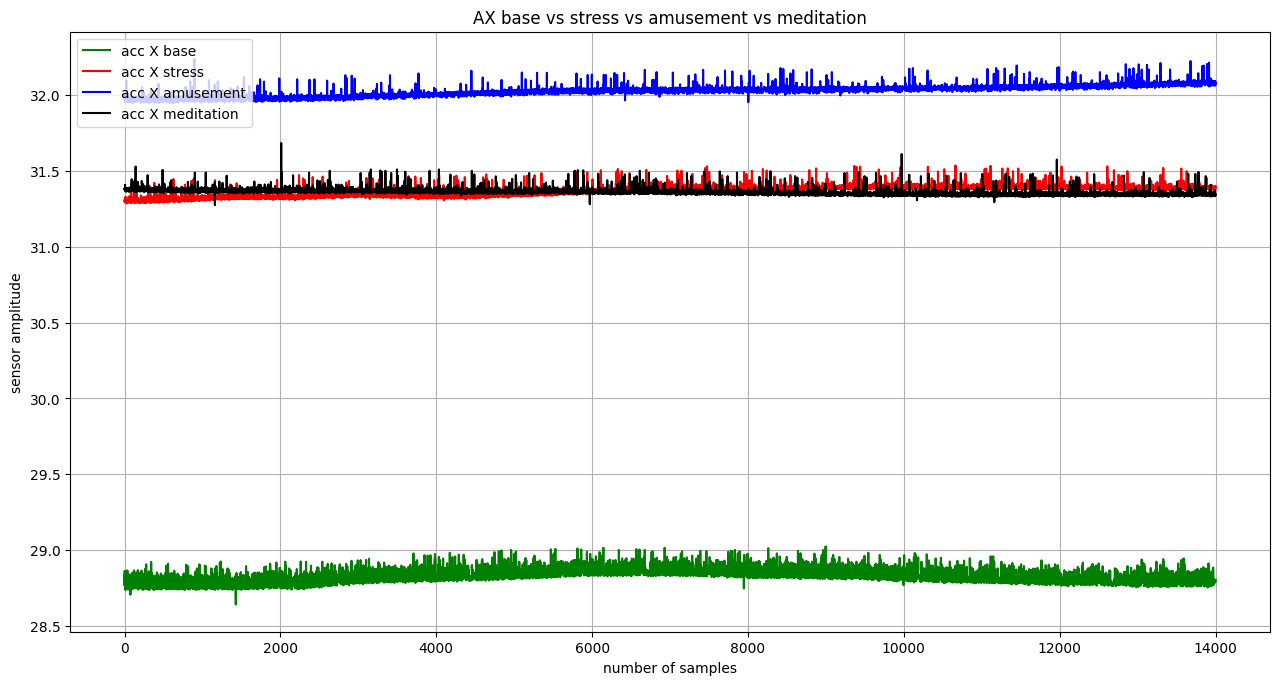 AX base vs stress vs amusement vs meditation
acc X base
acc X stress
acc X amusement
acc X meditation
sensor amplitude
32.0
31.5
31.0
30.5
30.0
29.5
29.0
28.5
0 2000 4000 6000 8000 10000 12000 14000
number of samples